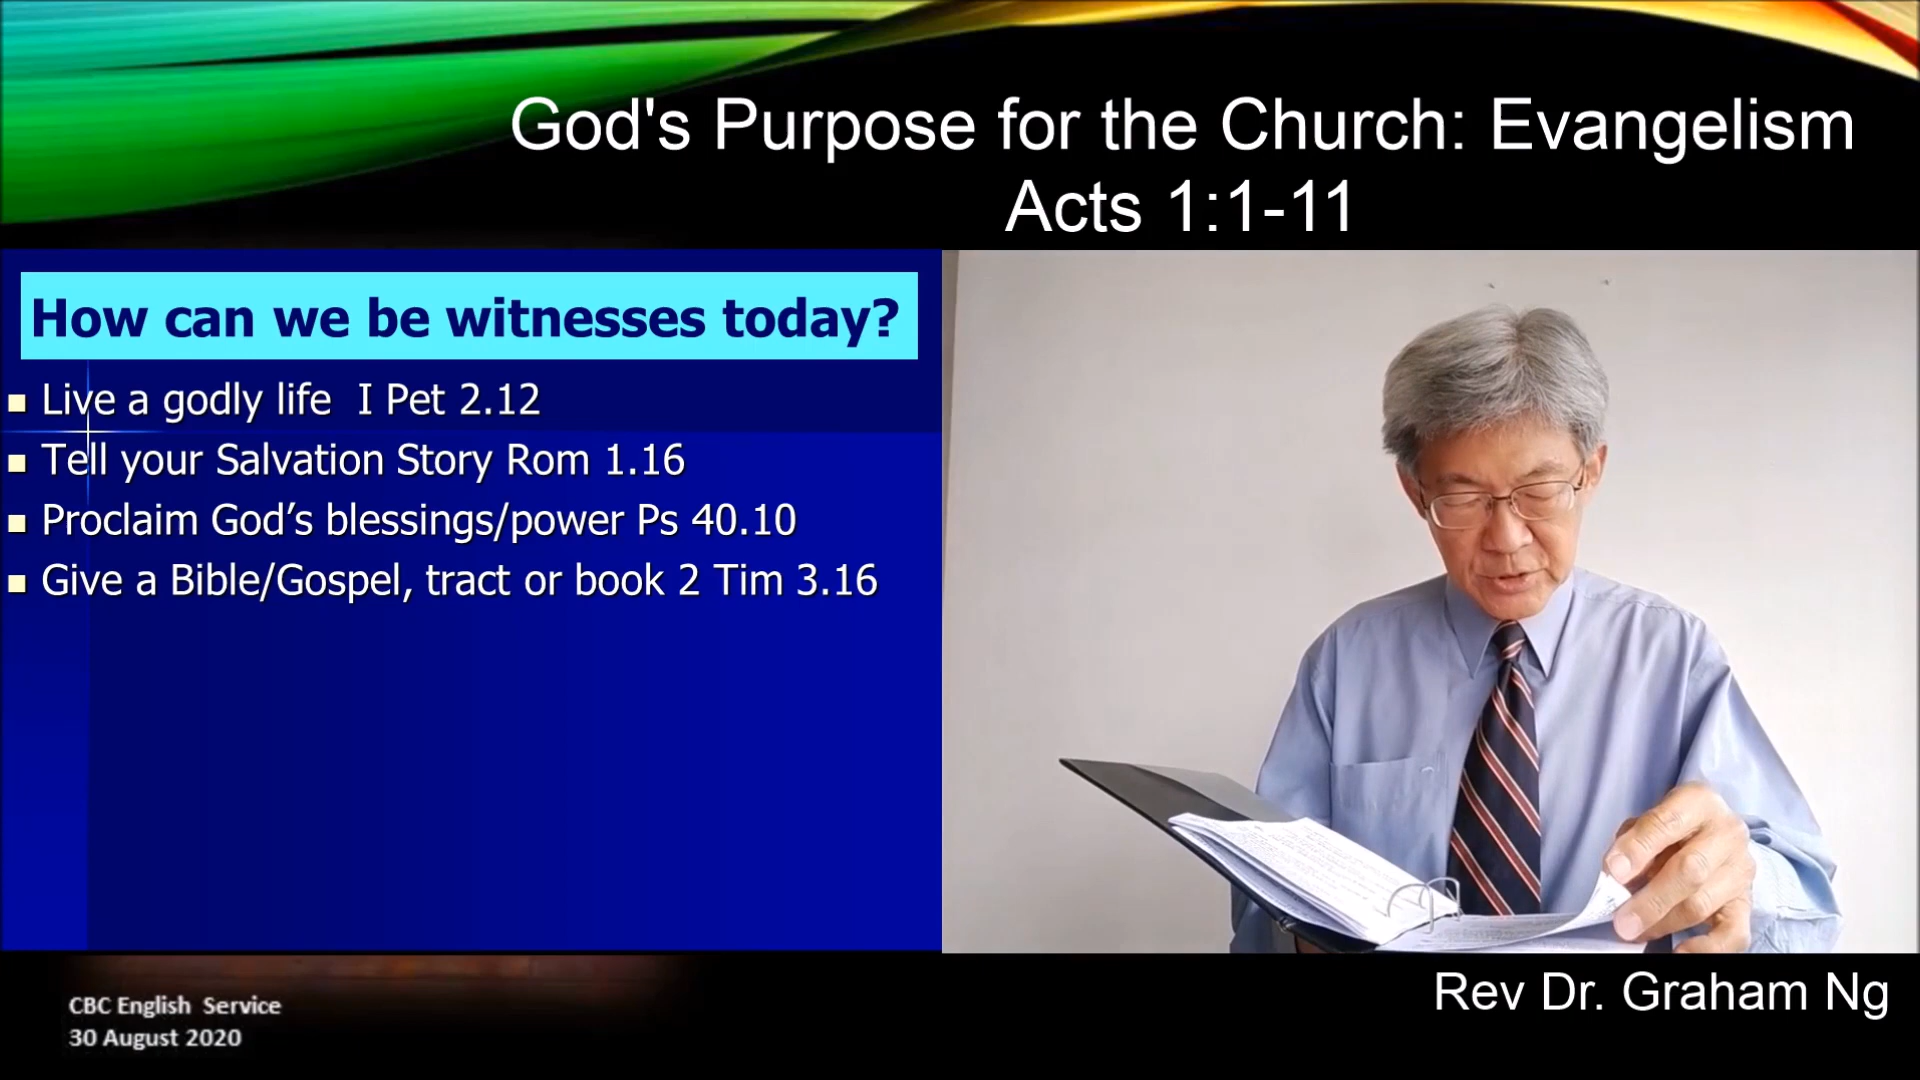 God's Purpose for the Church: Evangelism
Acts 1:1-11
How can we be witnesses today?
Live a godly life I Pet 2.12
Tell your Salvation Story Rom 1.16
Proclaim God’s blessings/power Ps 40.10
Give a Bible/Gospel, tract or book 2 Tim 3.16
Rev Dr. Graham Ng
CBC English Service
30 August 2020